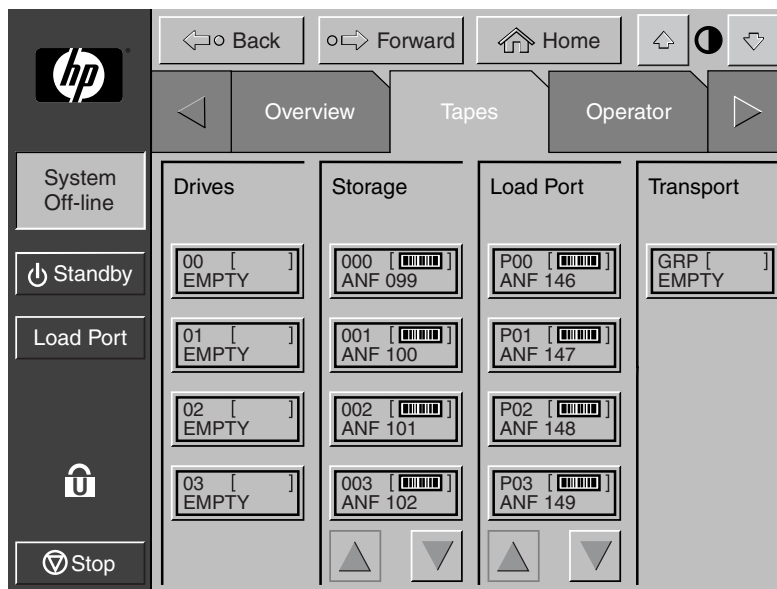 hp
Back
Forward
Home
Overview
Tapes
Operator
System
Off-line
Standby
Load Port
U
Stop
Drives
00 [ ]
EMPTY
01 [ ]
EMPTY
02 [ ]
EMPTY
03 [ ]
EMPTY
Storage
000 [ ]
ANF 099
001 [ ]
ANF 100
002 [ ]
ANF 101
003 [ ]
ANF 102
Load Port
P00 [ ]
ANF 146
P01 [ ]
ANF 147
P02 [ ]
ANF 148
P03 [ ]
ANF 149
Transport
GRP [ ]
EMPTY